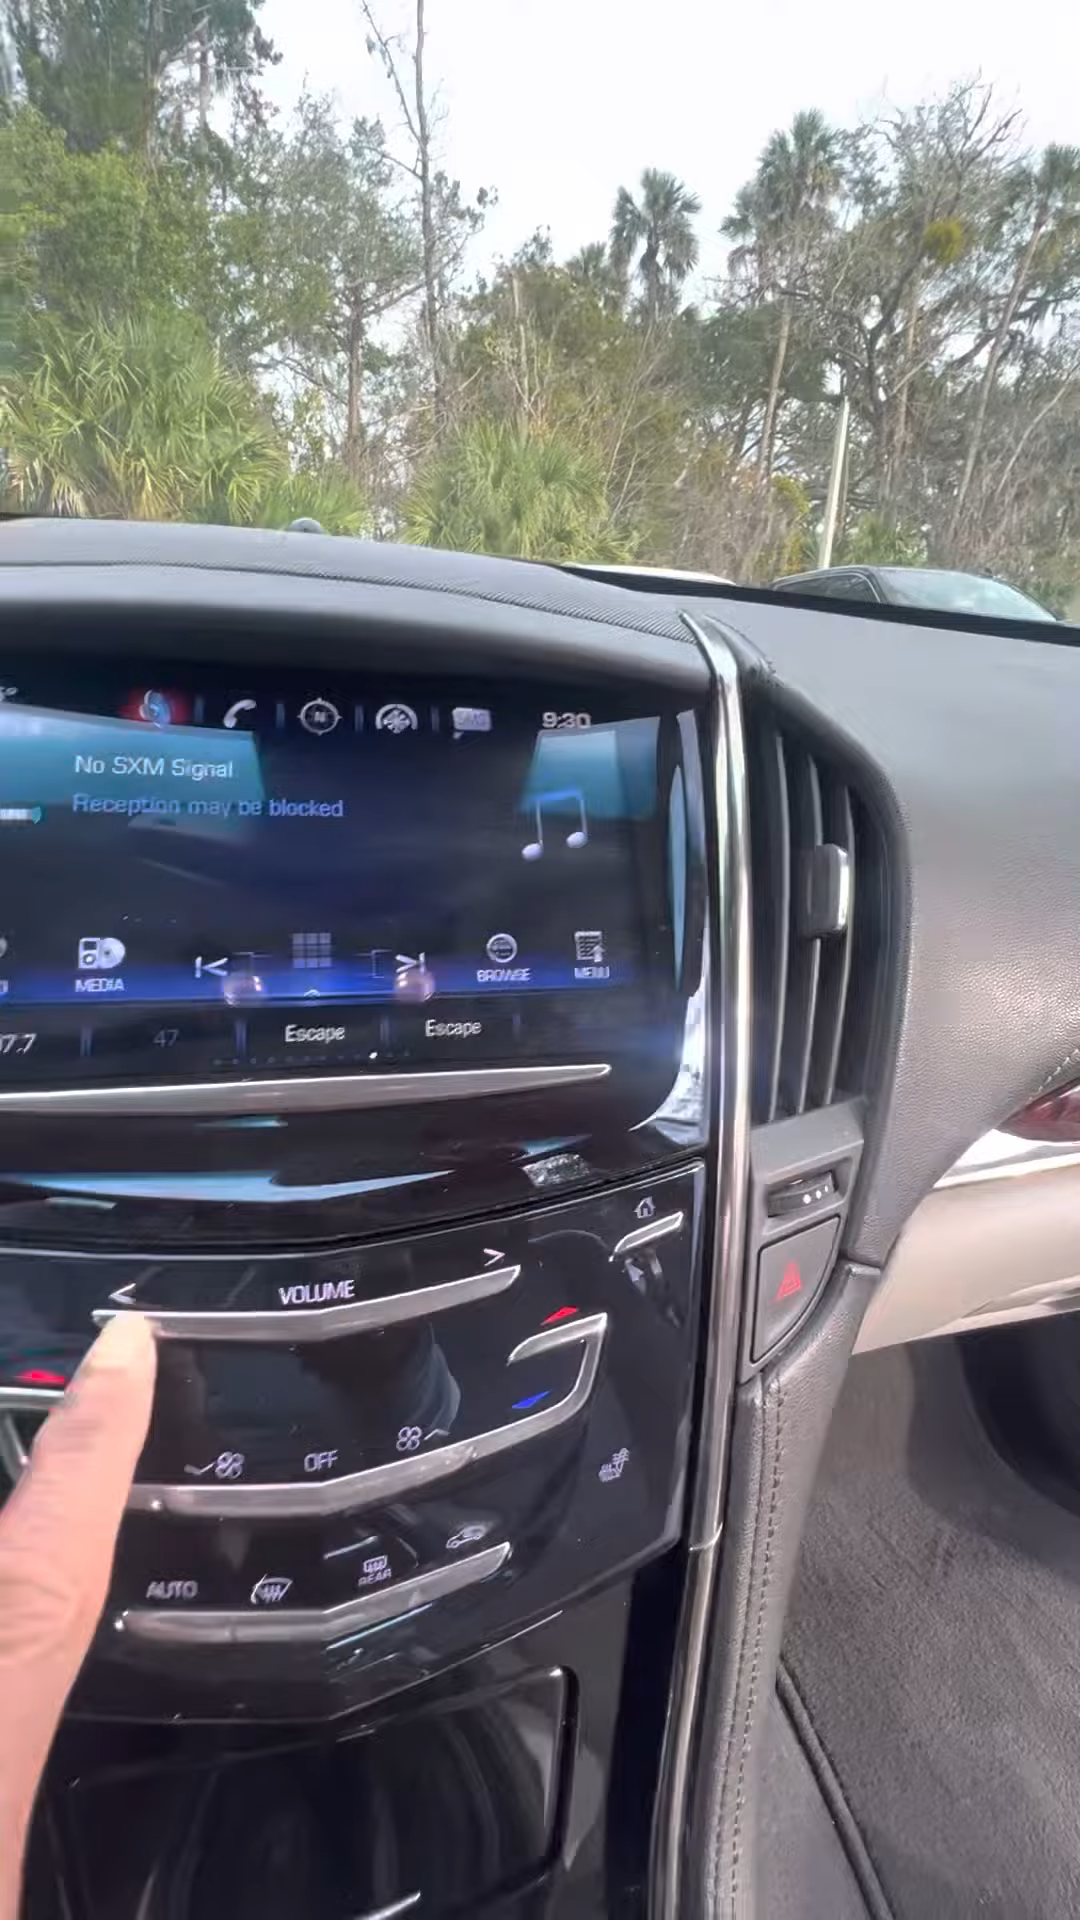 9:30
No SXM Signal
Reception may be blocked
MEDIA
BROWSE
MENU
47
Escape
Escape
VOLUME
OFF
AUTO
REAR